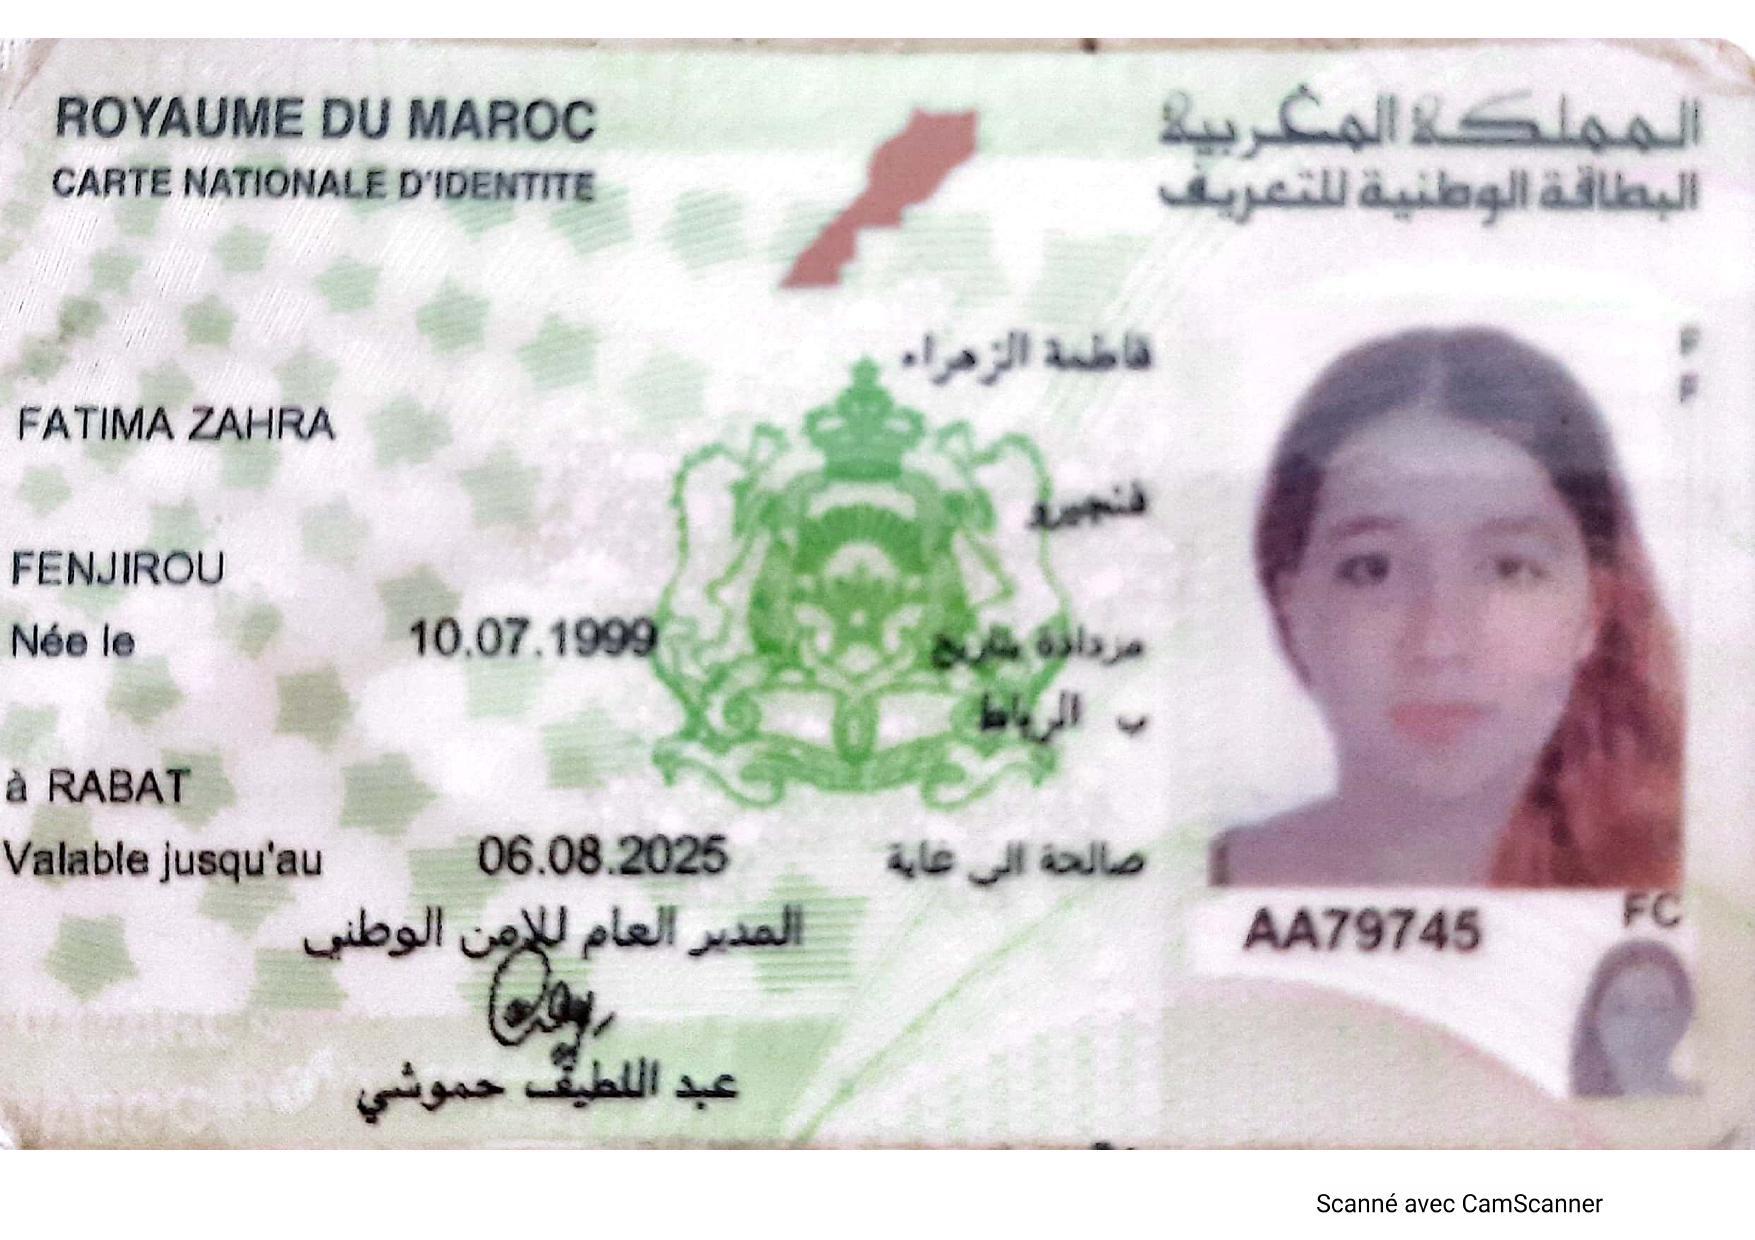 ROYAUME DU MAROC
المملكة المغربية
CARTE NATIONALE D'IDENTITE
البطاقة الوطنية للتعريف
فاطمة الزهراء
FATIMA ZAHRA
فنجيرو
FENJIROU
Née le 10.07.1999 مزدادة بتاريخ
ب الرباط
à RABAT
Valable jusqu'au 06.08.2025 صالحة الى غاية
المدير العام للامن الوطني
عبد اللطيف حموشي
F
F
AA79745
FC
Scanné avec CamScanner